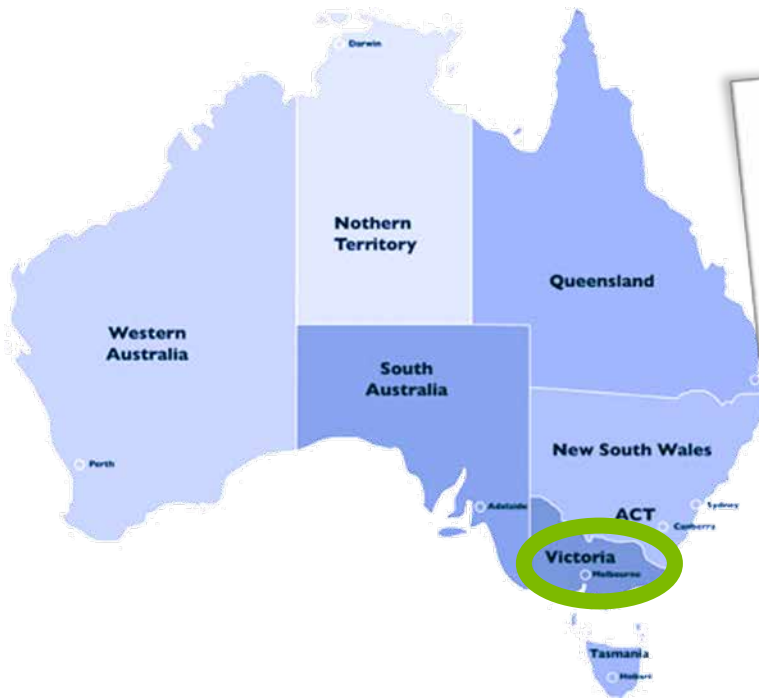 Darwin
Nothern
Territory
Queensland
Western
Australia
South
Australia
New South Wales
Perth
Adelaide
Sydney
ACT
Canberra
Victoria
Melbourne
Tasmania
Hobart